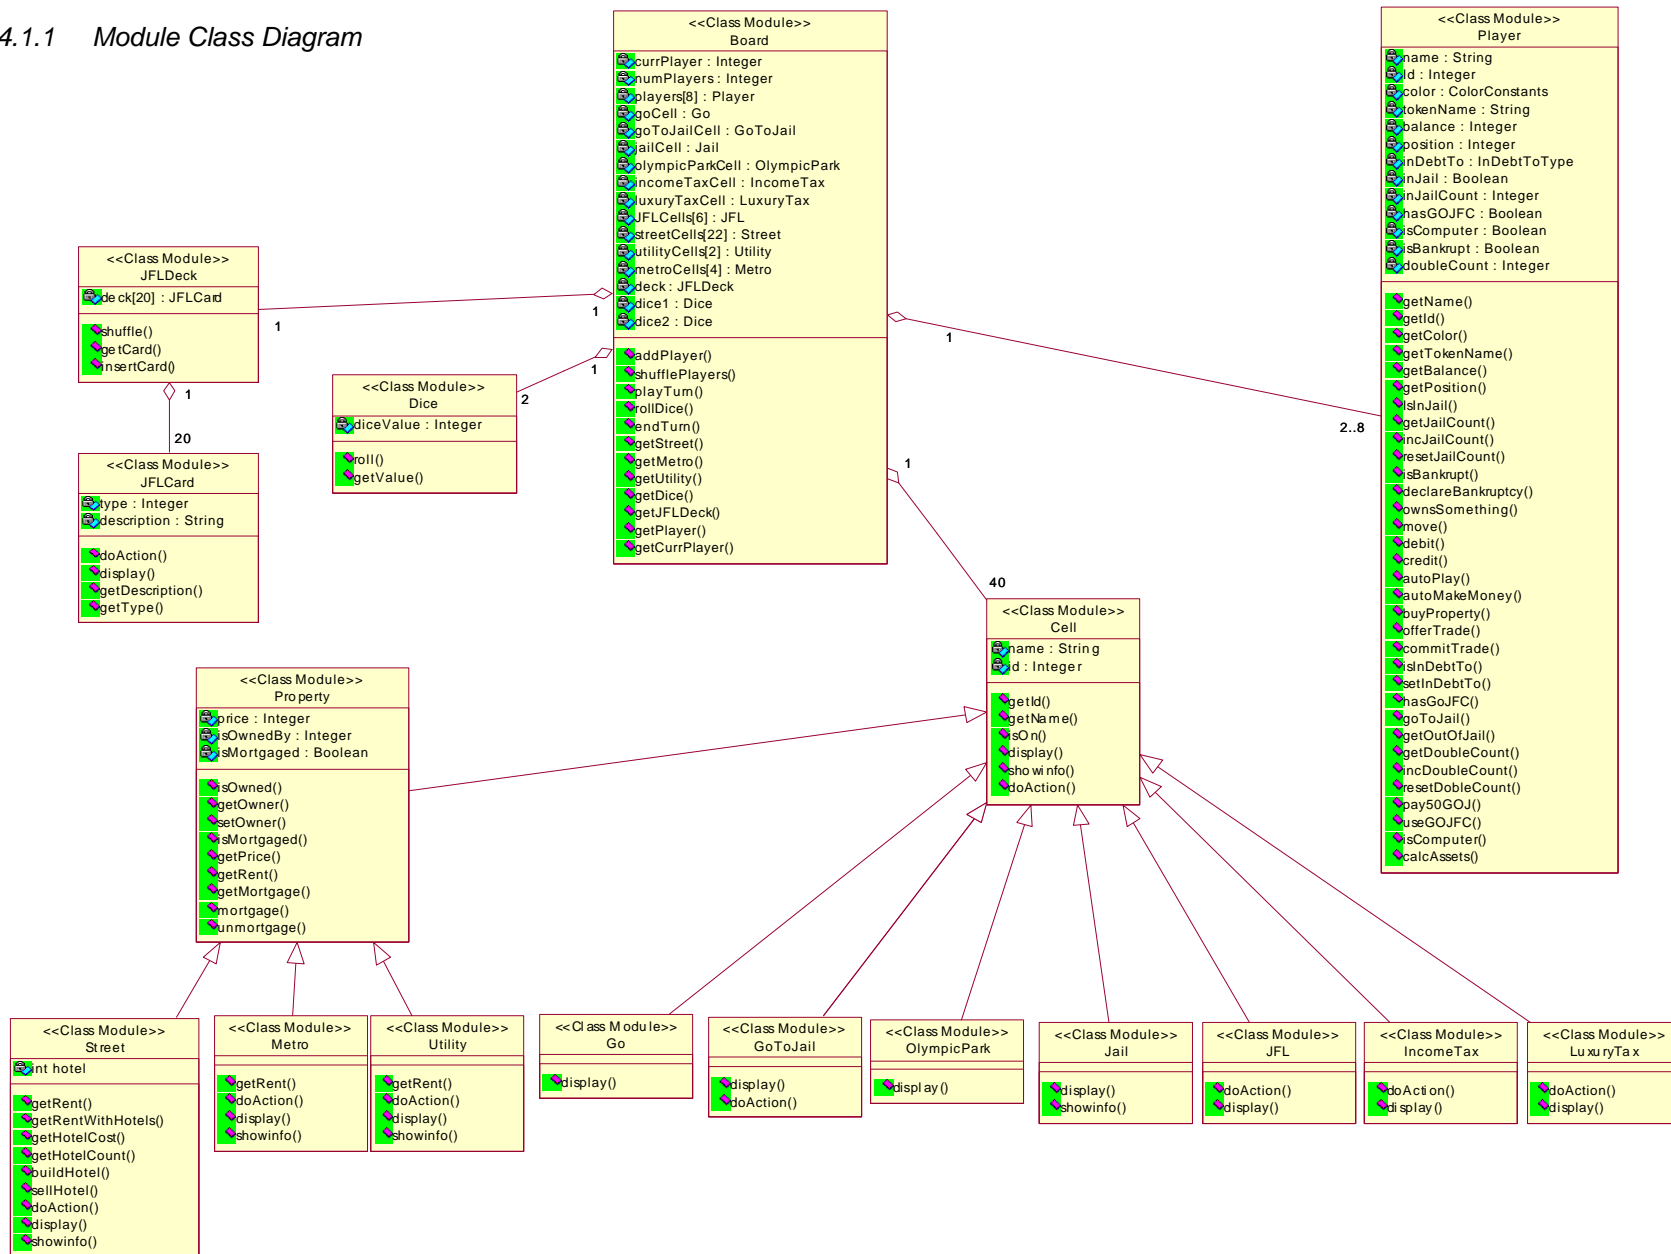 4.1.1 Module Class Diagram
<<Class Module>>
Board
currPlayer : Integer
numPlayers : Integer
players[8] : Player
goCell : Go
goToJailCell : GoToJail
jailCell : Jail
olympicParkCell : OlympicPark
incomeTaxCell : IncomeTax
luxuryTaxCell : LuxuryTax
JFLCells[6] : JFL
streetCells[22] : Street
utilityCells[2] : Utility
metroCells[4] : Metro
deck : JFLDeck
dice1 : Dice
dice2 : Dice
addPlayer()
shufflePlayers()
playTurn()
rollDice()
endTurn()
getStreet()
getMetro()
getUtility()
getDice()
getJFLDeck()
getPlayer()
getCurrPlayer()
<<Class Module>>
Player
name : String
Id : Integer
color : ColorConstants
tokenName : String
balance : Integer
position : Integer
inDebtTo : InDebtToType
inJail : Boolean
inJailCount : Integer
hasGOJFC : Boolean
isComputer : Boolean
isBankrupt : Boolean
doubleCount : Integer
getName()
getId()
getColor()
getTokenName()
getBalance()
getPosition()
IsInJail()
getJailCount()
incJailCount()
resetJailCount()
isBankrupt()
declareBankruptcy()
ownsSomething()
move()
debit()
credit()
autoPlay()
autoMakeMoney()
buyProperty()
offerTrade()
commitTrade()
isInDebtTo()
setInDebtTo()
hasGoJFC()
goToJail()
getOutOfJail()
getDoubleCount()
incDoubleCount()
resetDobleCount()
pay50GOJ()
useGOJFC()
isComputer()
calcAssets()
<<Class Module>>
JFLDeck
deck[20] : JFLCard
shuffle()
getCard()
insertCard()
1
1
1
2
1
2..8
1
40
1
20
<<Class Module>>
Dice
diceValue : Integer
roll()
getValue()
<<Class Module>>
JFLCard
type : Integer
description : String
doAction()
display()
getDescription()
getType()
<<Class Module>>
Cell
name : String
id : Integer
getId()
getName()
isOn()
display()
showinfo()
doAction()
<<Class Module>>
Property
price : Integer
isOwnedBy : Integer
isMortgaged : Boolean
isOwned()
getOwner()
setOwner()
isMortgaged()
getPrice()
getRent()
getMortgage()
mortgage()
unmortgage()
<<Class Module>>
Street
int hotel
getRent()
getRentWithHotels()
getHotelCost()
getHotelCount()
buildHotel()
sellHotel()
doAction()
display()
showinfo()
<<Class Module>>
Metro
getRent()
doAction()
display()
showinfo()
<<Class Module>>
Utility
getRent()
doAction()
display()
showinfo()
<<Class Module>>
Go
display()
<<Class Module>>
GoToJail
display()
doAction()
<<Class Module>>
OlympicPark
display()
<<Class Module>>
Jail
display()
showinfo()
<<Class Module>>
JFL
doAction()
display()
<<Class Module>>
IncomeTax
doAction()
display()
<<Class Module>>
LuxuryTax
doAction()
display()